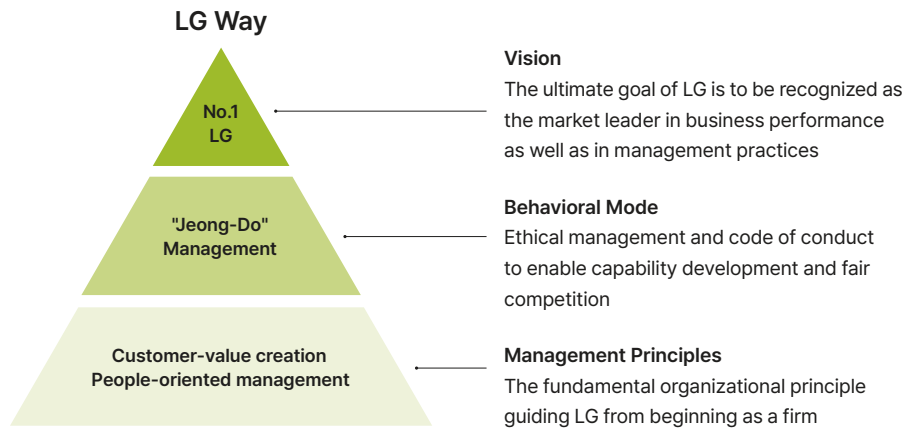 LG Way
No.1
LG
Vision
The ultimate goal of LG is to be recognized as
the market leader in business performance
as well as in management practices
"Jeong-Do"
Management
Behavioral Mode
Ethical management and code of conduct
to enable capability development and fair
competition
Customer-value creation
People-oriented management
Management Principles
The fundamental organizational principle
guiding LG from beginning as a firm